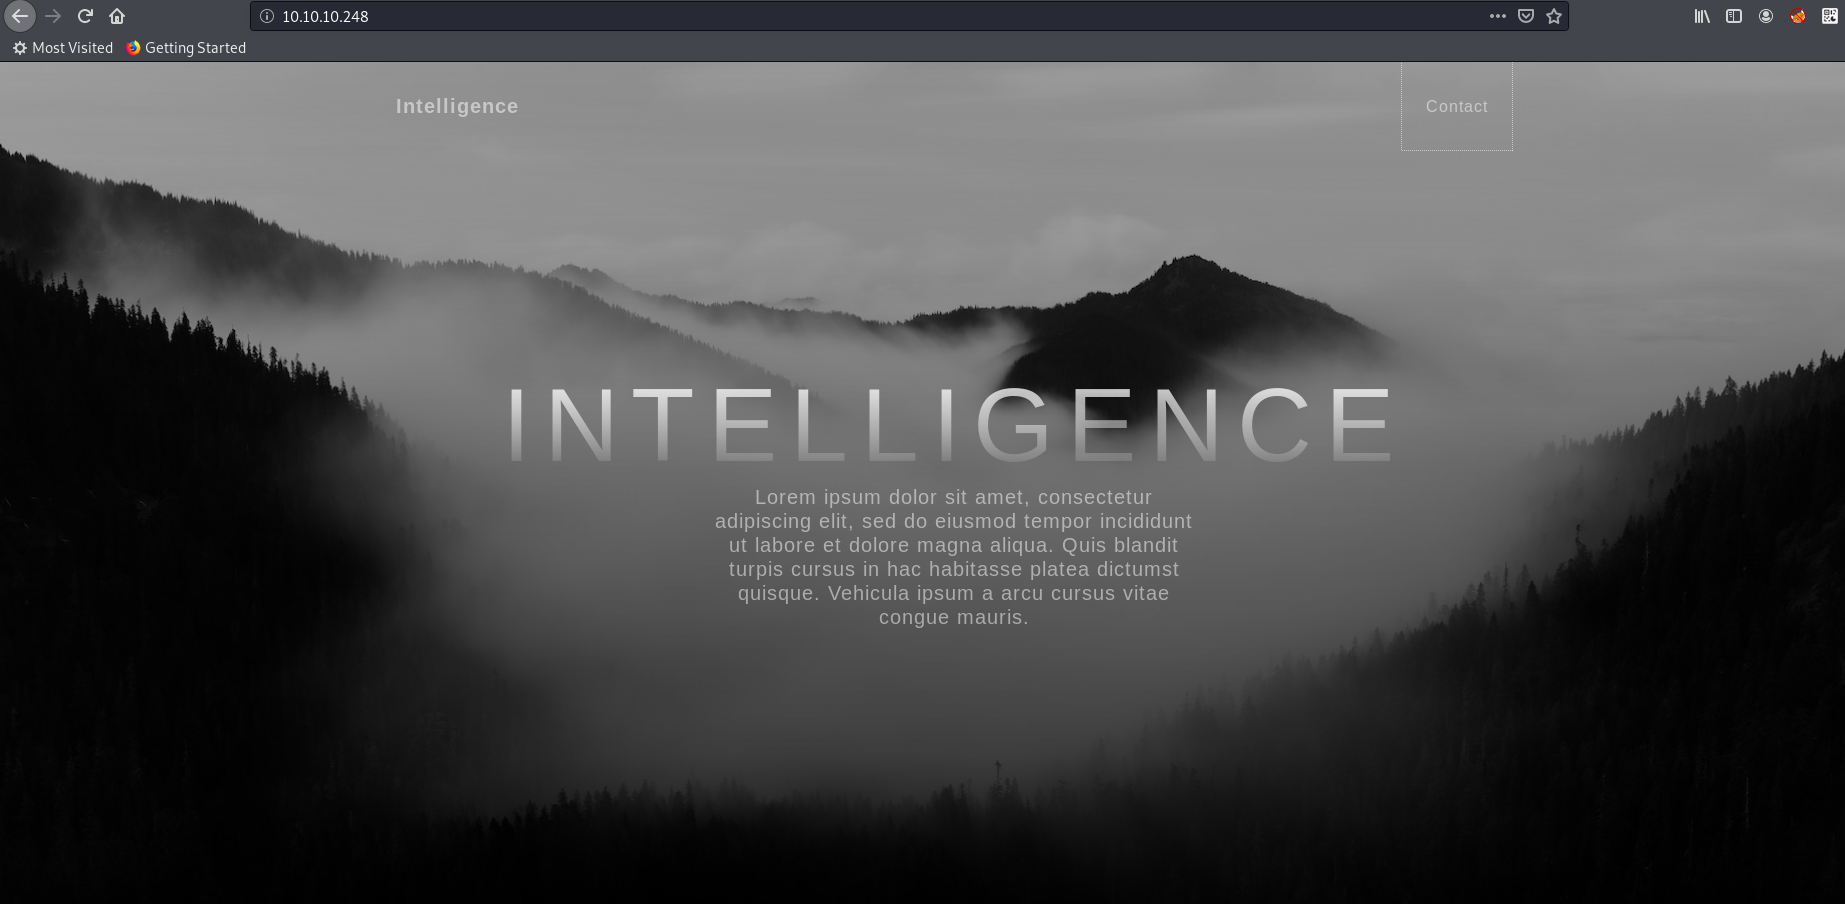 10.10.10.248
Most Visited Getting Started
Intelligence Contact
INTELLIGENCE
Lorem ipsum dolor sit amet, consectetur
adipiscing elit, sed do eiusmod tempor incididunt
ut labore et dolore magna aliqua. Quis blandit
turpis cursus in hac habitasse platea dictumst
quisque. Vehicula ipsum a arcu cursus vitae
congue mauris.